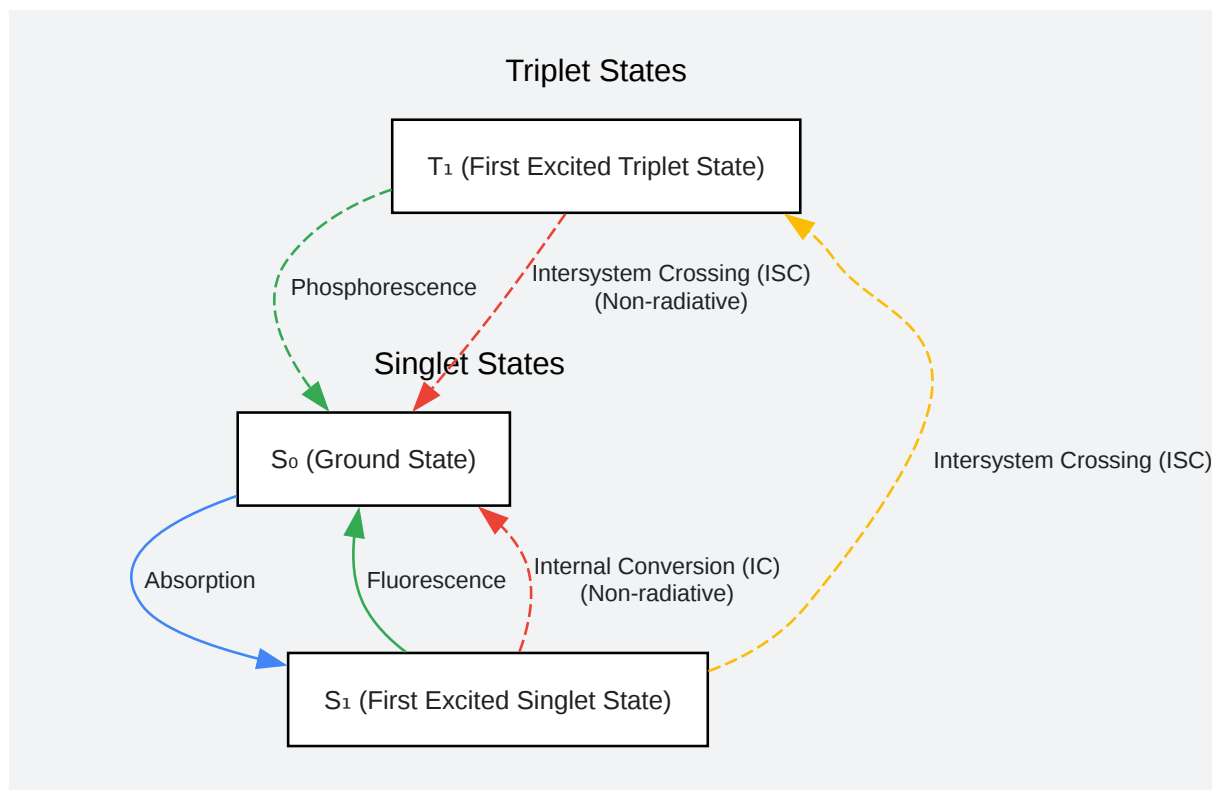 Triplet States
T₁ (First Excited Triplet State)
Phosphorescence
Intersystem Crossing (ISC)
(Non-radiative)
Singlet States
S₀ (Ground State)
Intersystem Crossing (ISC)
Absorption
Fluorescence
Internal Conversion (IC)
(Non-radiative)
S₁ (First Excited Singlet State)